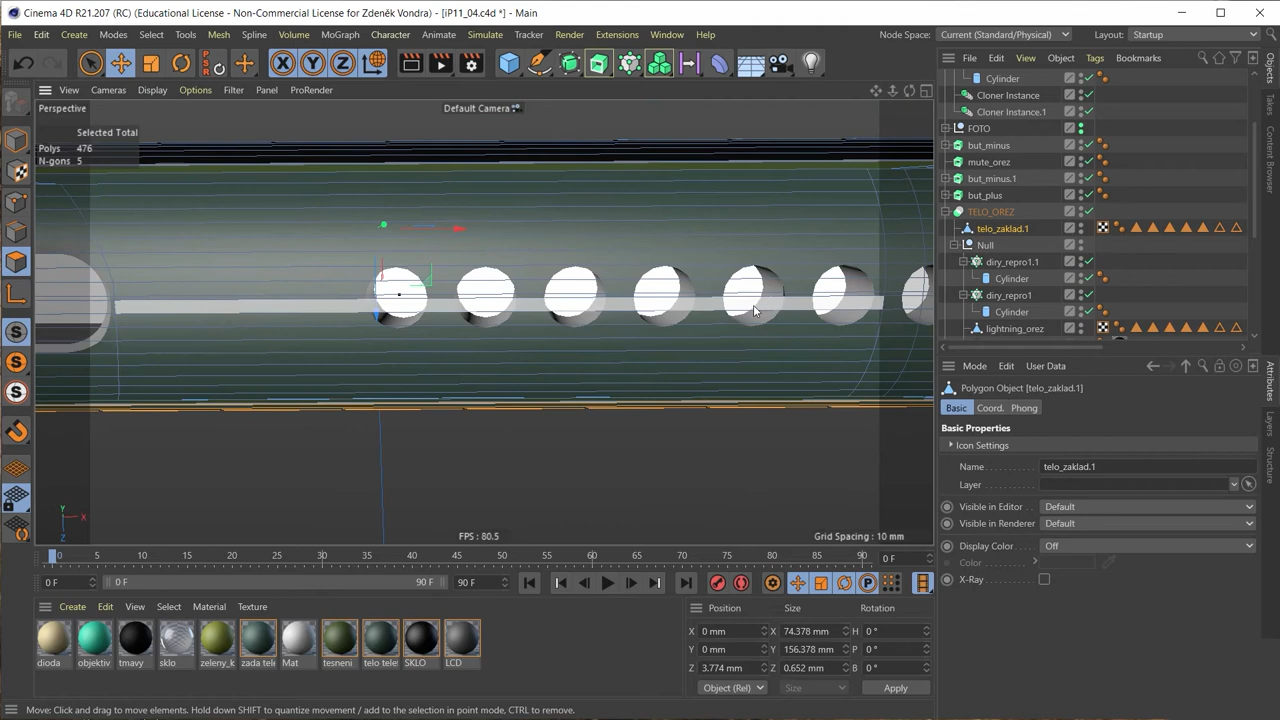 Cinema 4D R21.207 (RC) (Educational License - Non-Commercial License for Zdeněk Vondra) - [iP11_04.c4d *] - Main
File Edit Create Modes Select Tools Mesh Spline Volume MoGraph Character Animate Simulate Tracker Render Extensions Window Help
Node Space: Current (Standard/Physical) Layout: Startup
X Y Z
PSR 0
File Edit View Object Tags Bookmarks
View Cameras Display Options Filter Panel ProRender
Perspective
Default Camera
Selected Total
Polys 476
N-gons 5
Cylinder
Cloner Instance
Cloner Instance.1
FOTO
but_minus
mute_orez
but_minus.1
but_plus
TELO_OREZ
telo_zaklad.1
Null
diry_repro1.1
Cylinder
diry_repro1
Cylinder
lightning_orez
Objects
Takes
Content Browser
Attributes
Layers
Structure
Mode Edit User Data
Polygon Object [telo_zaklad.1]
Basic Coord. Phong
Basic Properties
Icon Settings
Name telo_zaklad.1
Layer
Visible in Editor Default
Visible in Renderer Default
Display Color Off
Color
X-Ray
Y
X
Z
FPS : 80.5
Grid Spacing : 10 mm
0 5 10 15 20 25 30 35 40 45 50 55 60 65 70 75 80 85 90 0 F
0 F 0 F 90 F 90 F
Create Edit View Select Material Texture
dioda objektiv tmavy sklo zeleny_k zada tele Mat tesneni telo telet SKLO LCD
Position Size Rotation
X 0 mm X 74.378 mm H 0 °
Y 0 mm Y 156.378 mm P 0 °
Z 3.774 mm Z 0.652 mm B 0 °
Object (Rel) Size Apply
Move: Click and drag to move elements. Hold down SHIFT to quantize movement / add to the selection in point mode, CTRL to remove.